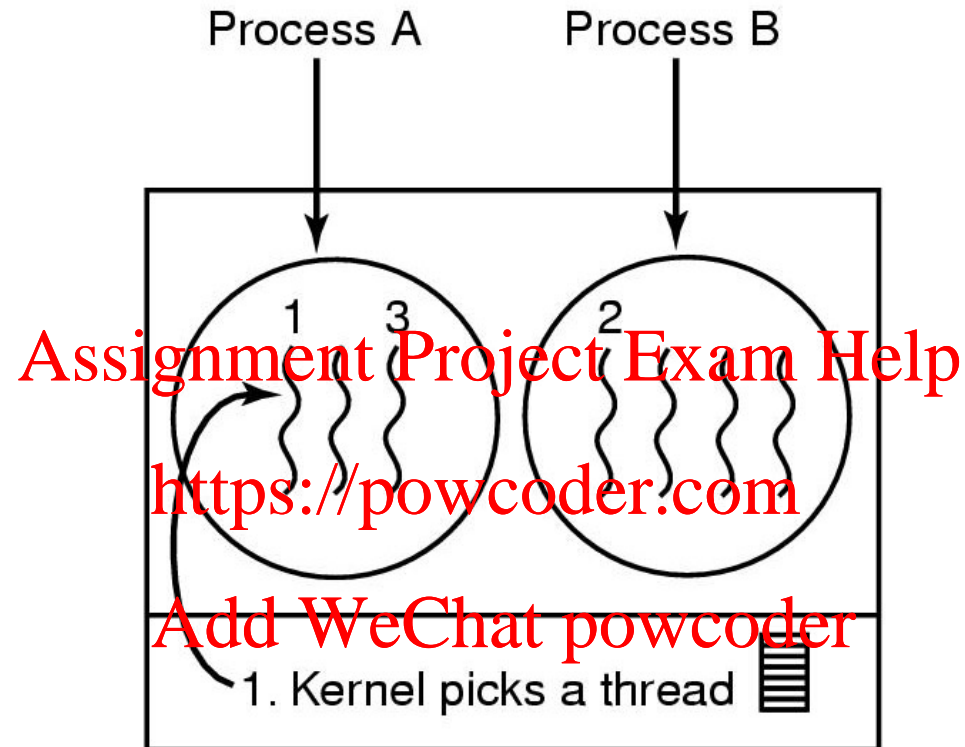 Process A Process B
1 3 2
Assignment Project Exam Help
https://powcoder.com
Add WeChat powcoder
1. Kernel picks a thread